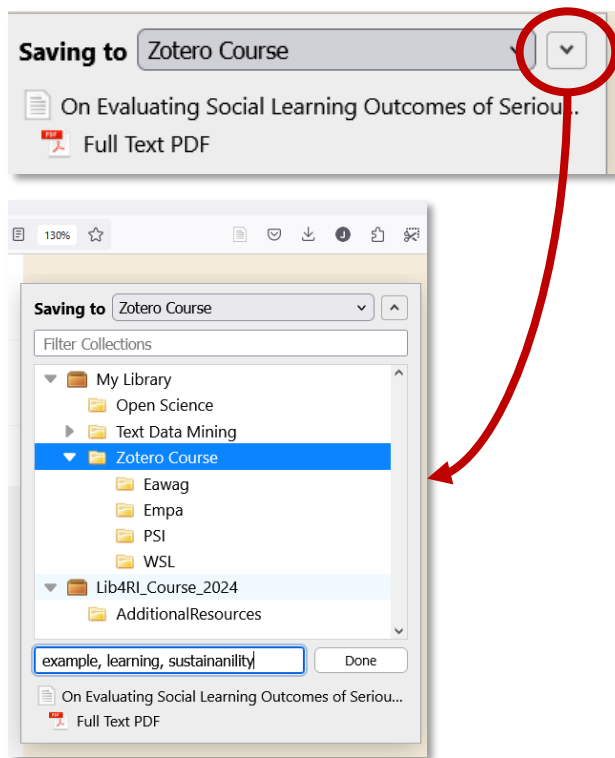 Saving to Zotero Course
On Evaluating Social Learning Outcomes of Seriou...
PDF
Full Text PDF
130%
J
Saving to Zotero Course
Filter Collections
My Library
Open Science
Text Data Mining
Zotero Course
Eawag
Empa
PSI
WSL
Lib4RI_Course_2024
AdditionalResources
example, learning, sustainanility
Done
On Evaluating Social Learning Outcomes of Seriou...
PDF
Full Text PDF